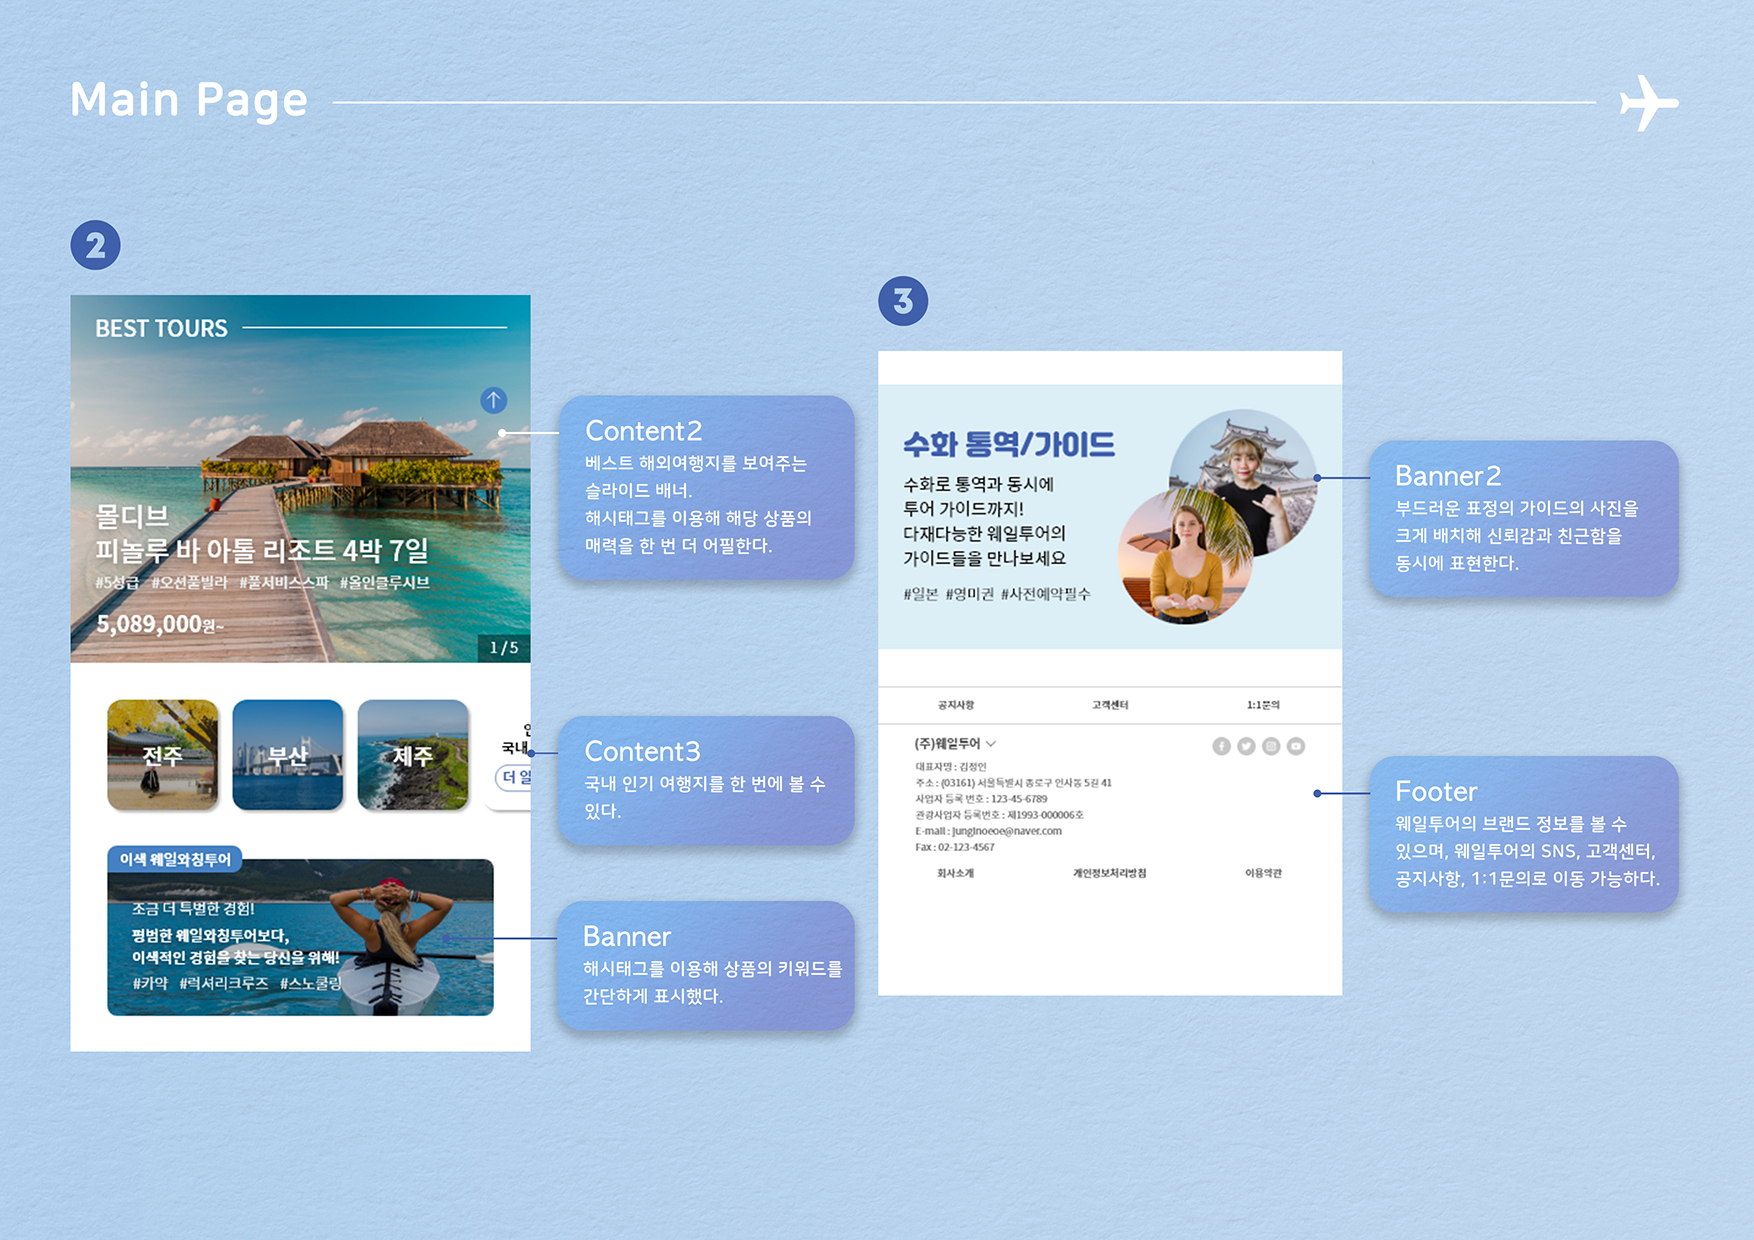 Main Page
2
BEST TOURS
몰디브
피놀루 바 아톨 리조트 4박 7일
#5성급 #오션풀빌라 #풀서비스스파 #올인클루시브
5,089,000원~
1/5
Content2
베스트 해외여행지를 보여주는
슬라이드 배너.
해시태그를 이용해 해당 상품의
매력을 한 번 더 어필한다.
전주
부산
제주
국내
더 알
Content3
국내 인기 여행지를 한 번에 볼 수
있다.
이색 웨일와칭투어
조금 더 특별한 경험!
평범한 웨일와칭투어보다,
이색적인 경험을 찾는 당신을 위해!
#카약 #럭셔리크루즈 #스노쿨링
Banner
해시태그를 이용해 상품의 키워드를
간단하게 표시했다.
3
수화 통역/가이드
수화로 통역과 동시에
투어 가이드까지!
다재다능한 웨일투어의
가이드들을 만나보세요
#일본 #영미권 #사전예약필수
Banner2
부드러운 표정의 가이드의 사진을
크게 배치해 신뢰감과 친근함을
동시에 표현한다.
공지사항 고객센터 1:1문의
(주)웨일투어
대표자명 : 김정인
주소 : (03161) 서울특별시 종로구 인사동 5길 41
사업자 등록 번호 : 123-45-6789
관광사업자 등록번호 : 제1993-000006호
E-mail : junginoeoe@naver.com
Fax : 02-123-4567
회사소개 개인정보처리방침 이용약관
Footer
웨일투어의 브랜드 정보를 볼 수
있으며, 웨일투어의 SNS, 고객센터,
공지사항, 1:1문의로 이동 가능하다.